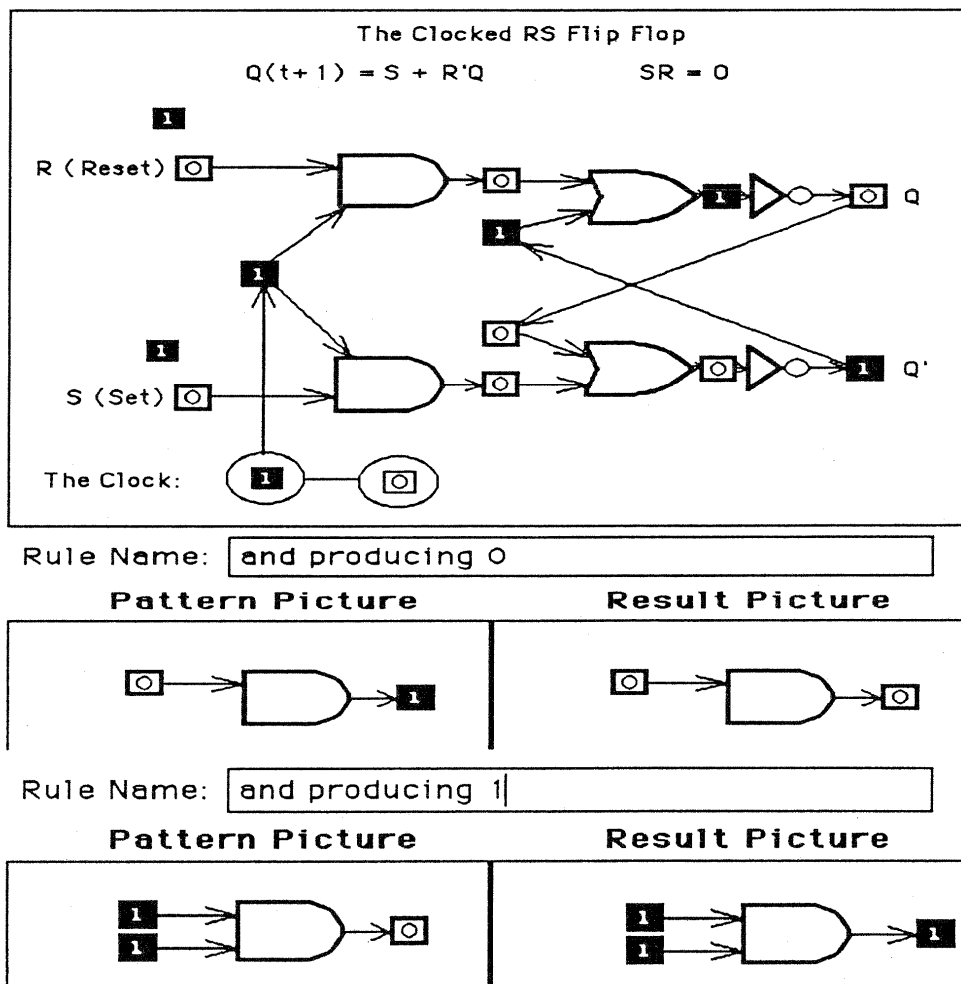 The Clocked RS Flip Flop
Q(t+1) = S + R'Q SR = 0
1
R (Reset) 0 0 1 0 Q
1
1
1 0
S (Set) 0 0 0 1 Q'
The Clock: 1 0
Rule Name: and producing 0
Pattern Picture Result Picture
0 1 0 0
Rule Name: and producing 1
Pattern Picture Result Picture
1 1
1 0 1 1